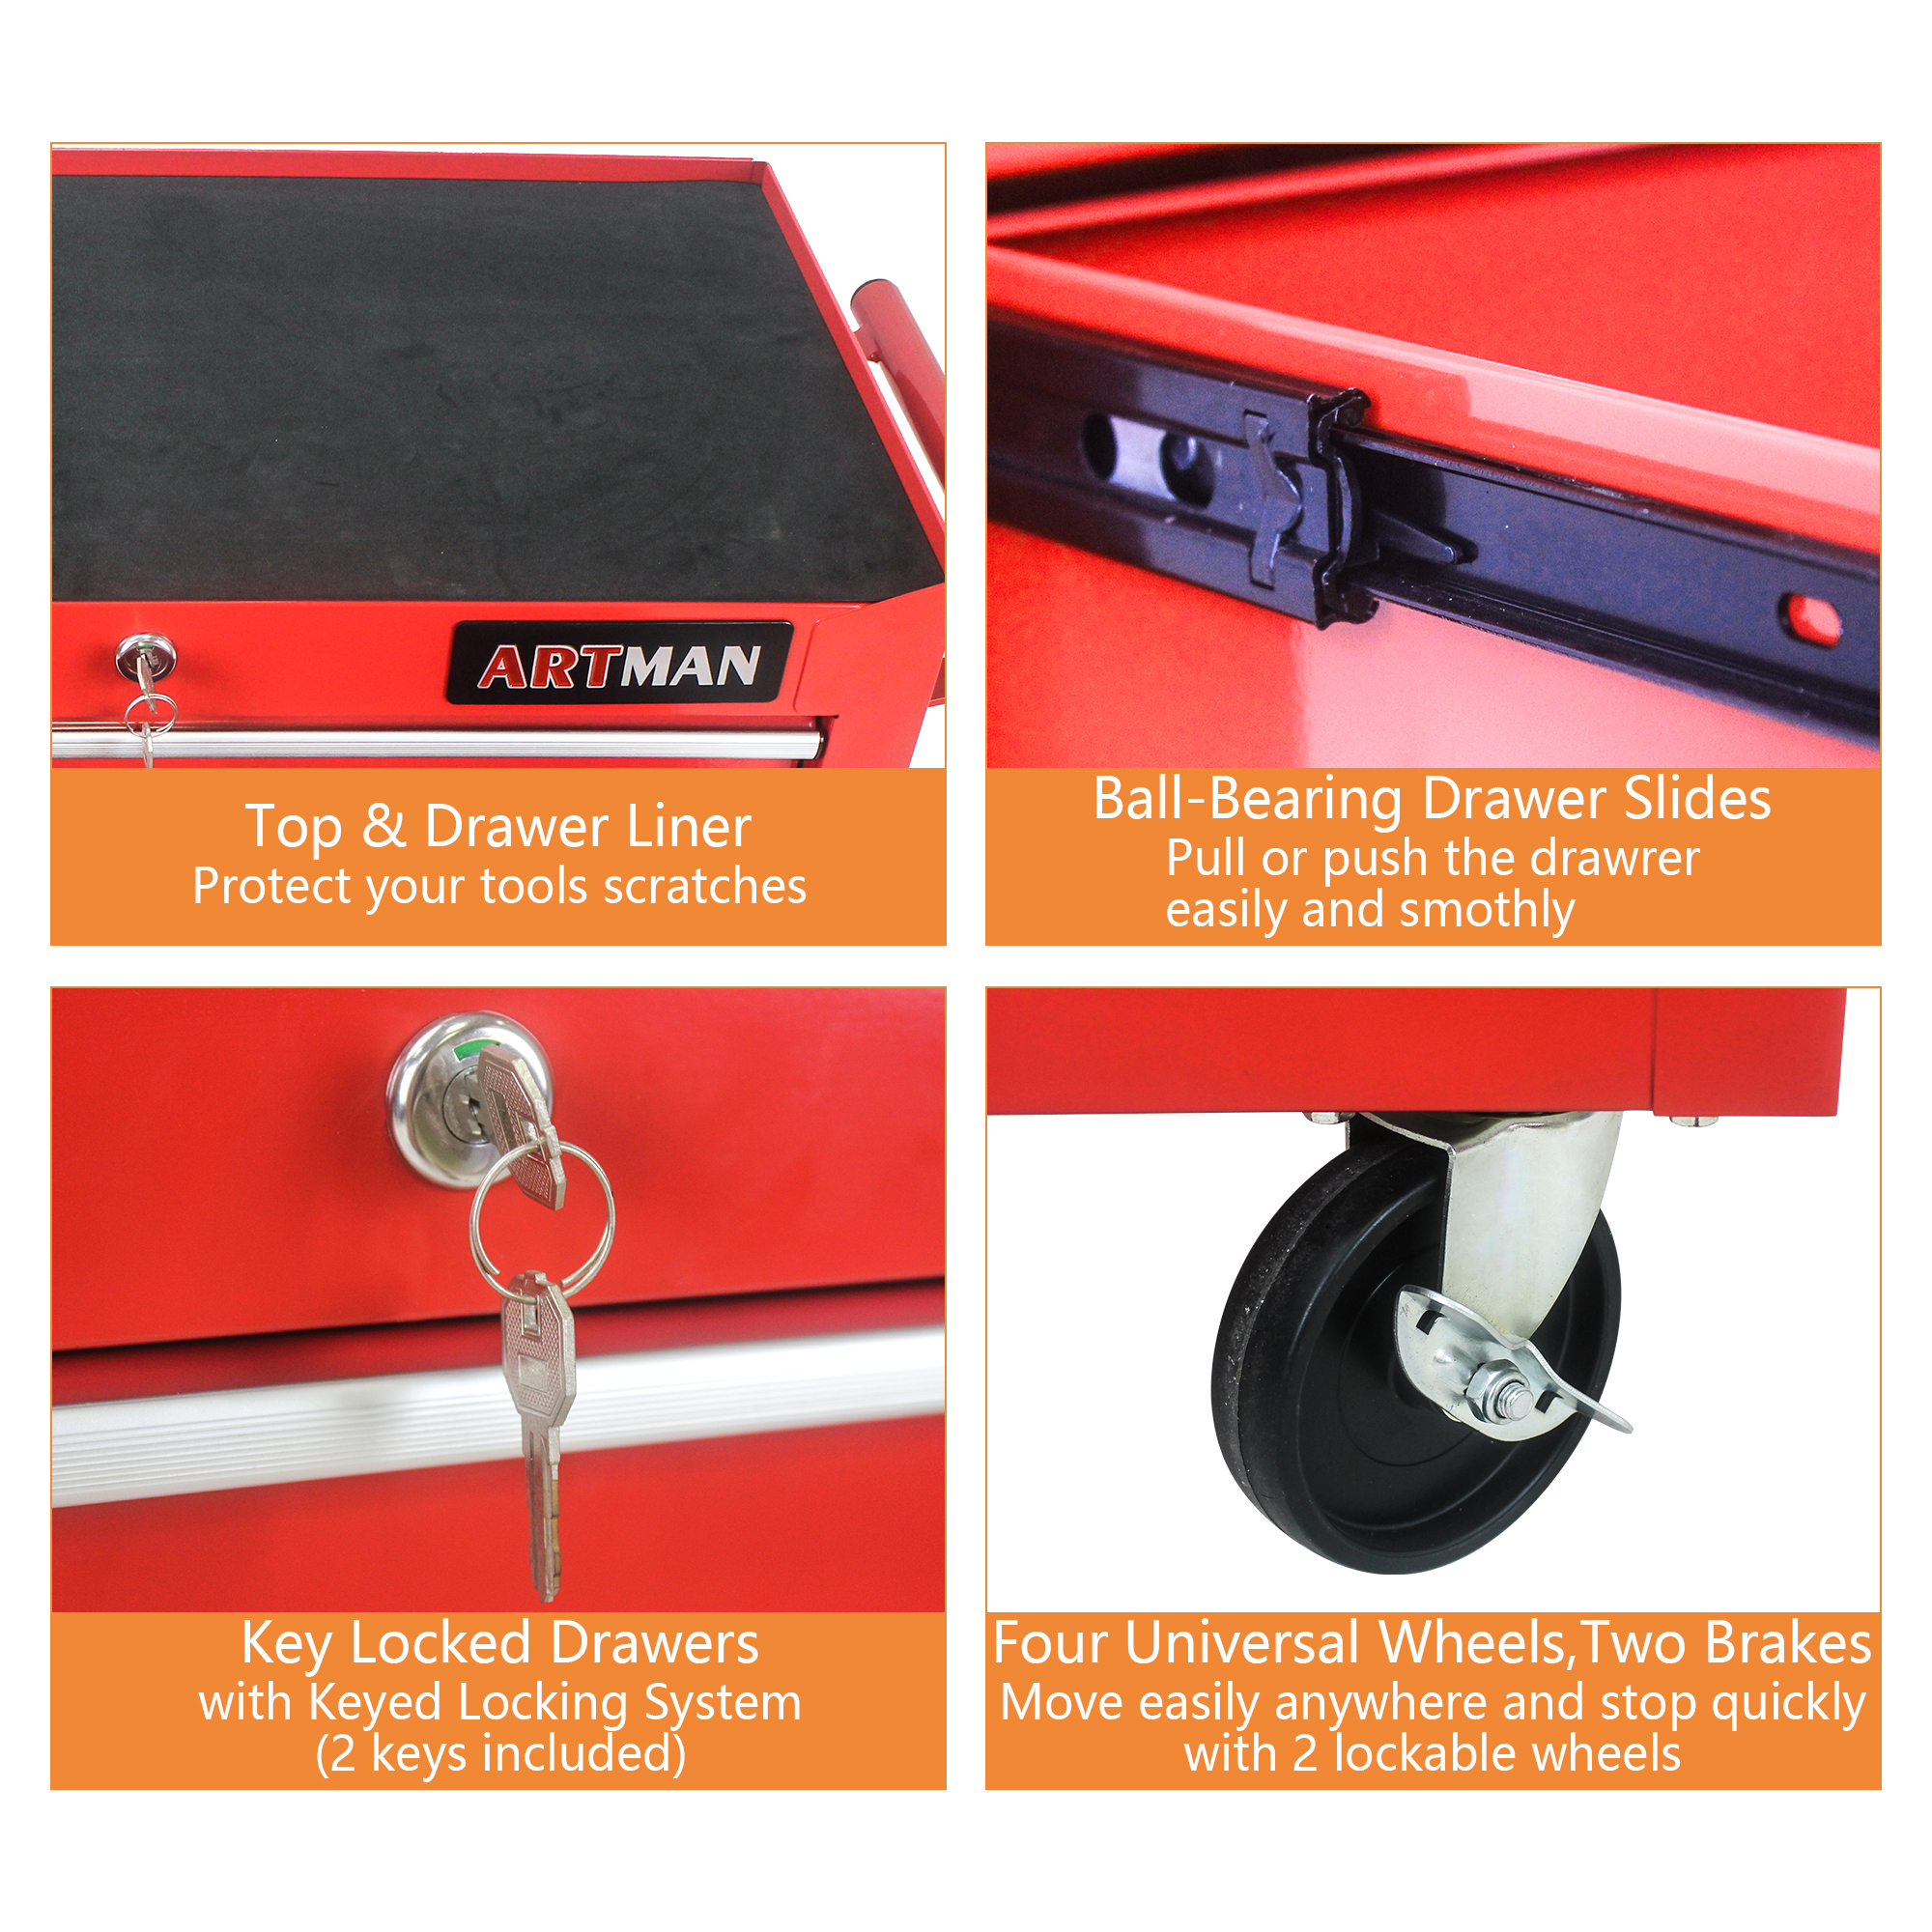 ARTMAN
Top & Drawer Liner
Protect your tools scratches
Ball-Bearing Drawer Slides
Pull or push the drawrer
easily and smothly
Key Locked Drawers
with Keyed Locking System
(2 keys included)
Four Universal Wheels,Two Brakes
Move easily anywhere and stop quickly
with 2 lockable wheels